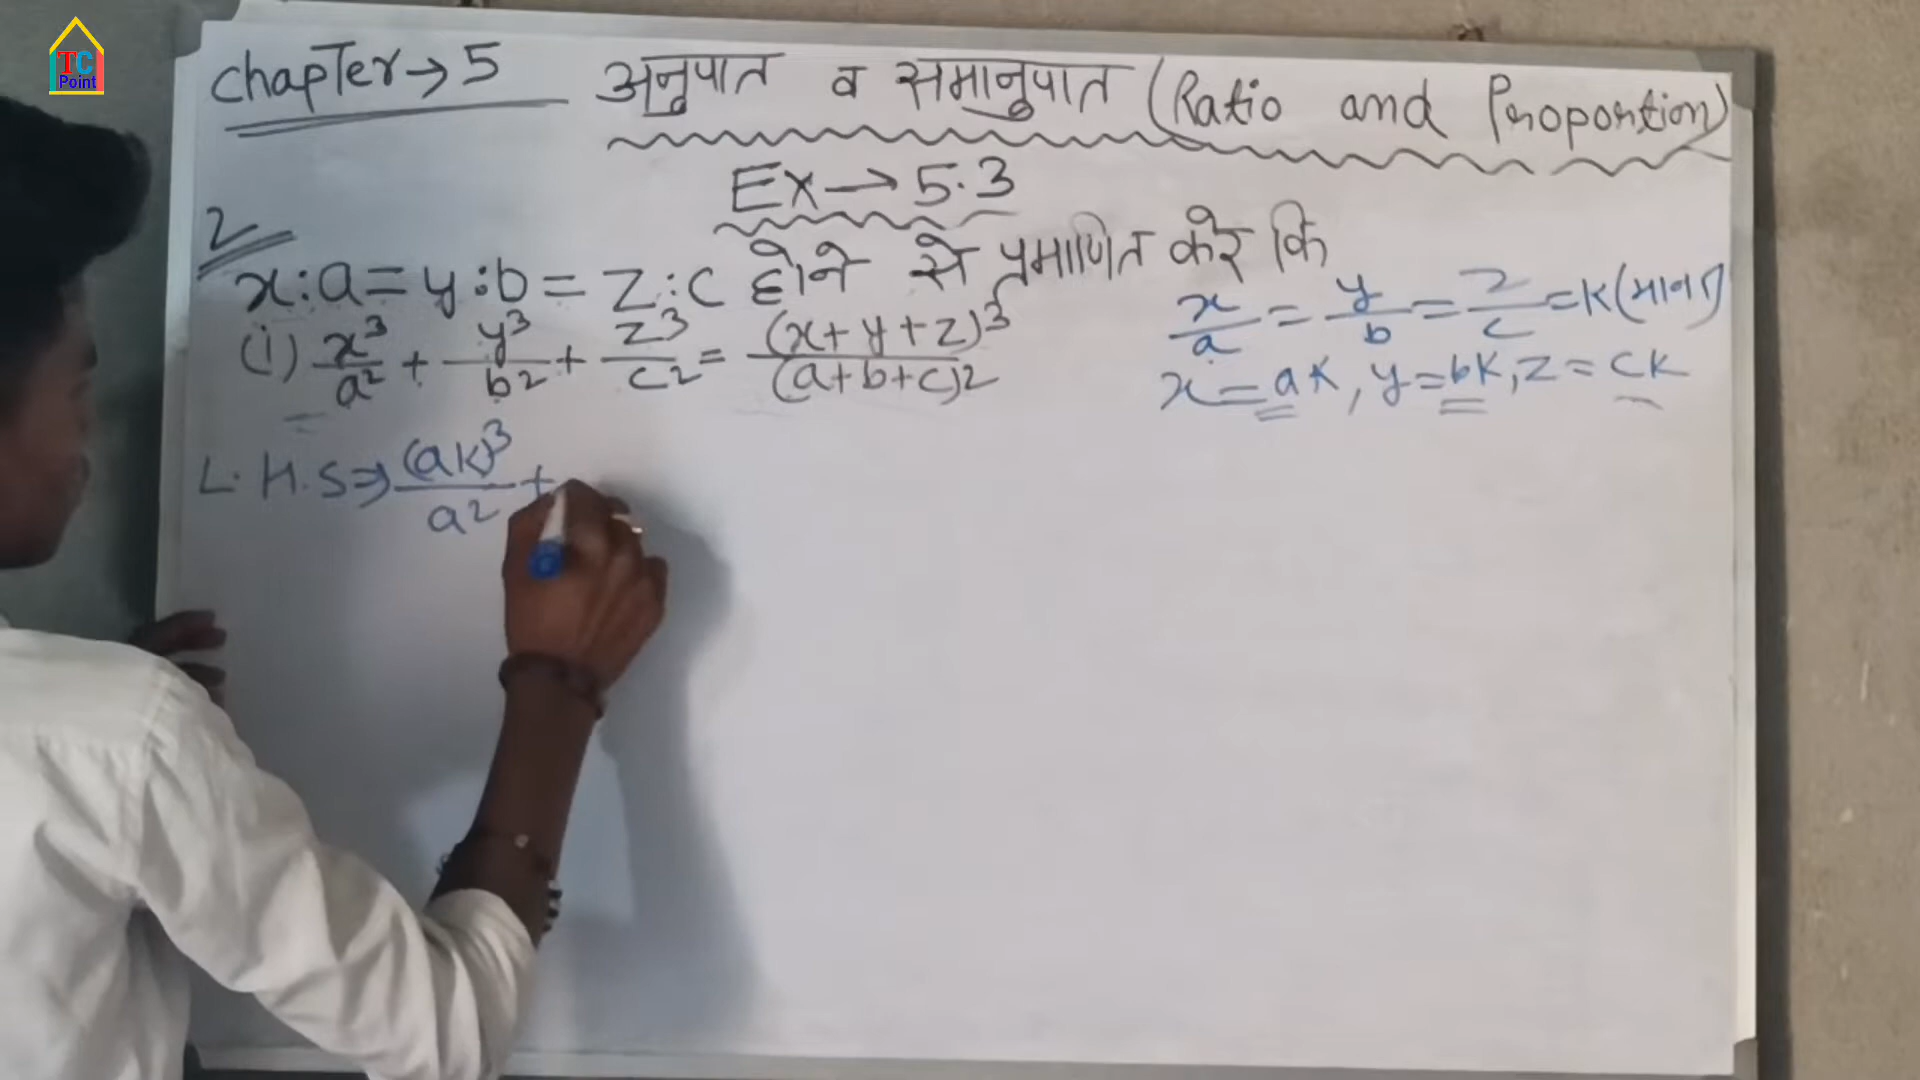 TC
Point
Chapter→5 अनुपात व समानुपात (Ratio and Proportion)
Ex→5.3
2
x:a=y:b=z:c होने से प्रमाणित करे कि
(i) x³/a² + y³/b² + z³/c² = (x+y+z)³/(a+b+c)²
x/a = y/b = z/c = K (माना)
x=ak, y=bk, z=ck
L.H.S⇒ (ak)³/a² +